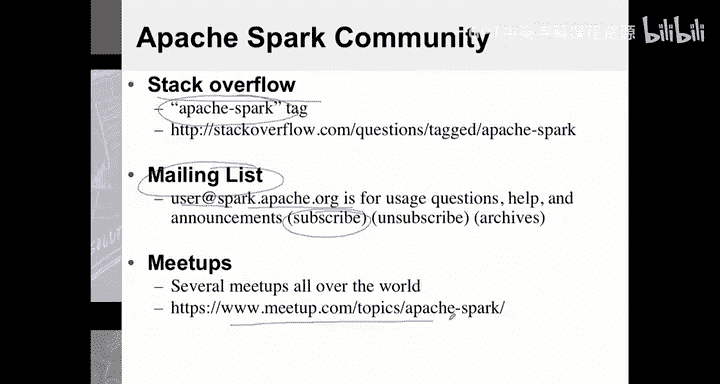 Apache Spark Community
bilibili
• Stack overflow
– "apache-spark" tag
– http://stackoverflow.com/questions/tagged/apache-spark
• Mailing List
– user@spark.apache.org is for usage questions, help, and
announcements (subscribe) (unsubscribe) (archives)
• Meetups
– Several meetups all over the world
– https://www.meetup.com/topics/apache-spark/